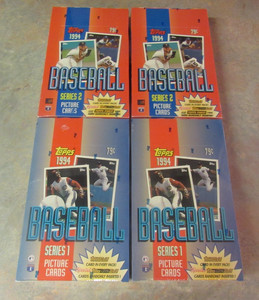 Topps
1994
79¢
BASEBALL
SERIES 2
PICTURE
CARDS
Topps
1994
79¢
BASEBALL
SERIES 2
PICTURE
CARDS
TOPPS
1994
79¢
BASEBALL
SERIES 1
PICTURE
CARDS
TOPPS
1994
79¢
BASEBALL
SERIES 1
PICTURE
CARDS